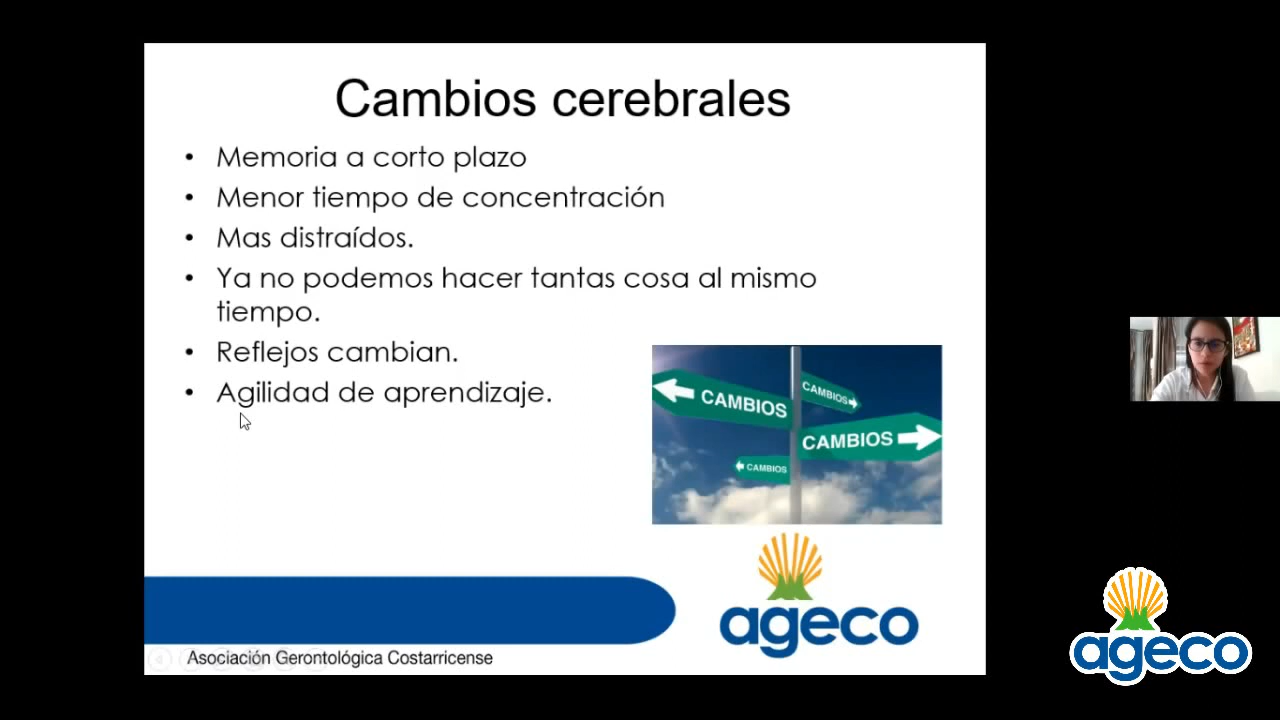 Cambios cerebrales
• Memoria a corto plazo
• Menor tiempo de concentración
• Mas distraídos.
• Ya no podemos hacer tantas cosa al mismo
tiempo.
• Reflejos cambian.
• Agilidad de aprendizaje.
CAMBIOS
CAMBIOS
CAMBIOS
CAMBIOS
ageco
Asociación Gerontológica Costarricense
ageco